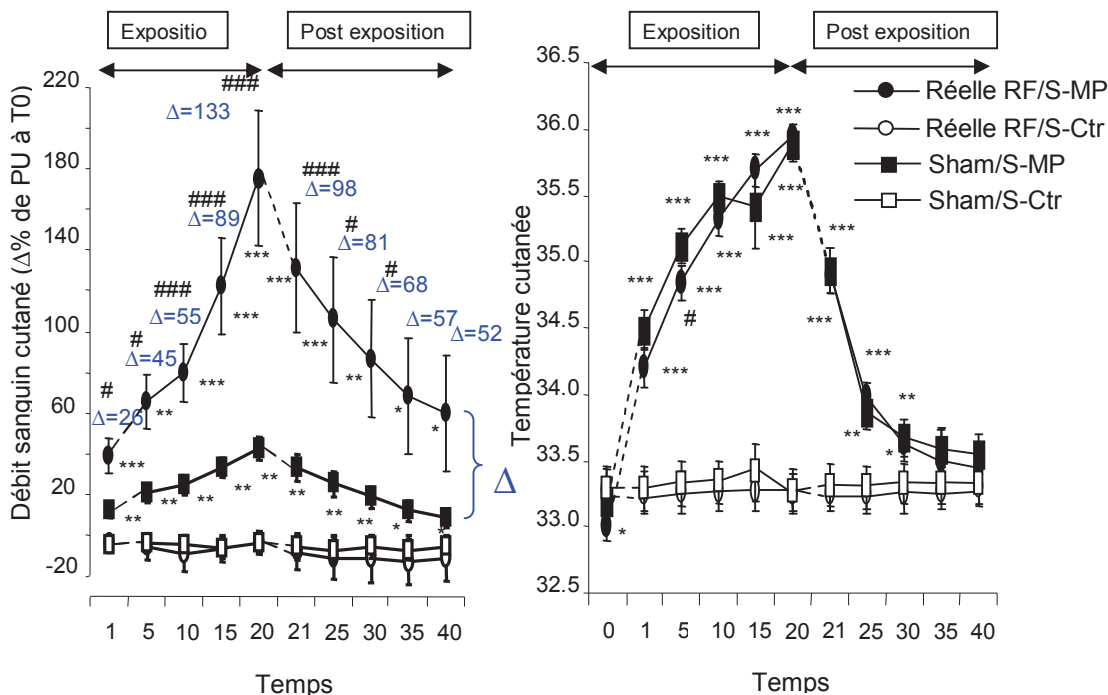 Expositio
Post exposition
Débit sanguin cutané (Δ% de PU à T0)
220
180
140
100
60
20
-20
###
Δ=133
###
Δ=98
###
Δ=89
#
Δ=81
###
Δ=55
#
Δ=68
#
Δ=45
Δ=57
Δ=52
#
Δ=26
***
**
***
***
***
***
***
**
*
*
**
**
**
**
**
**
**
**
*
*
Δ
1 5 10 15 20 21 25 30 35 40
Temps
Exposition
Post exposition
Température cutanée
36.5
36.0
35.5
35.0
34.5
34.0
33.5
33.0
32.5
Réelle RF/S-MP
Réelle RF/S-Ctr
Sham/S-MP
Sham/S-Ctr
***
***
***
***
***
***
***
***
***
***
#
***
***
***
**
**
*
*
0 1 5 10 15 20 21 25 30 35 40
Temps